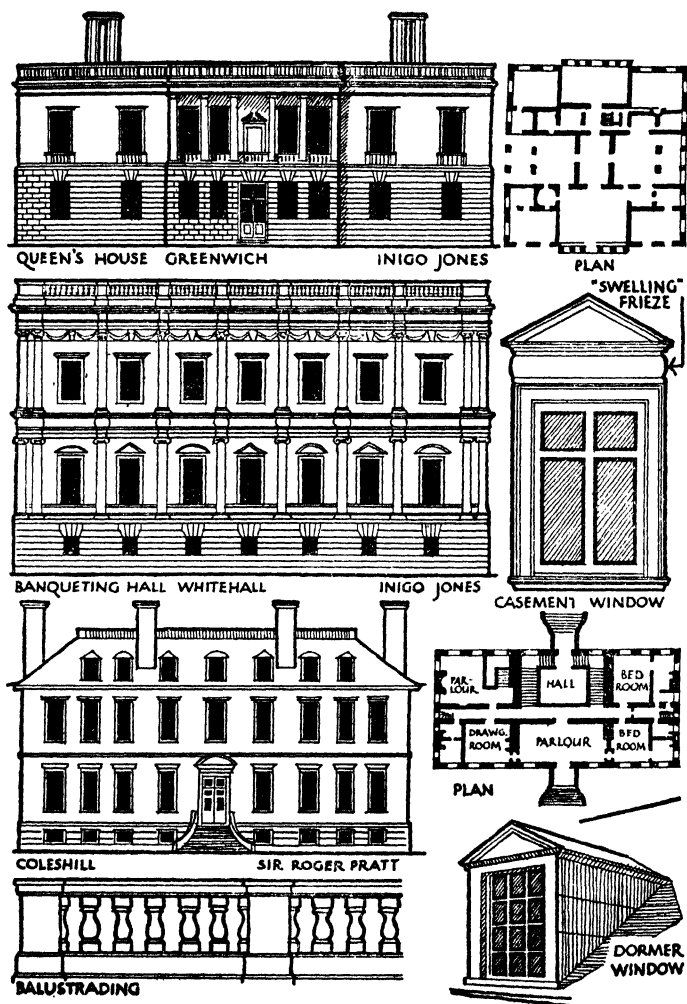 QUEEN'S HOUSE GREENWICH INIGO JONES
PLAN
"SWELLING"
FRIEZE
BANQUETING HALL WHITEHALL INIGO JONES
CASEMENT WINDOW
PAR-
LOUR
HALL
BED
ROOM
DRAWG.
ROOM
PARLOUR
BED
ROOM
PLAN
COLESHILL SIR ROGER PRATT
BALUSTRADING
DORMER
WINDOW